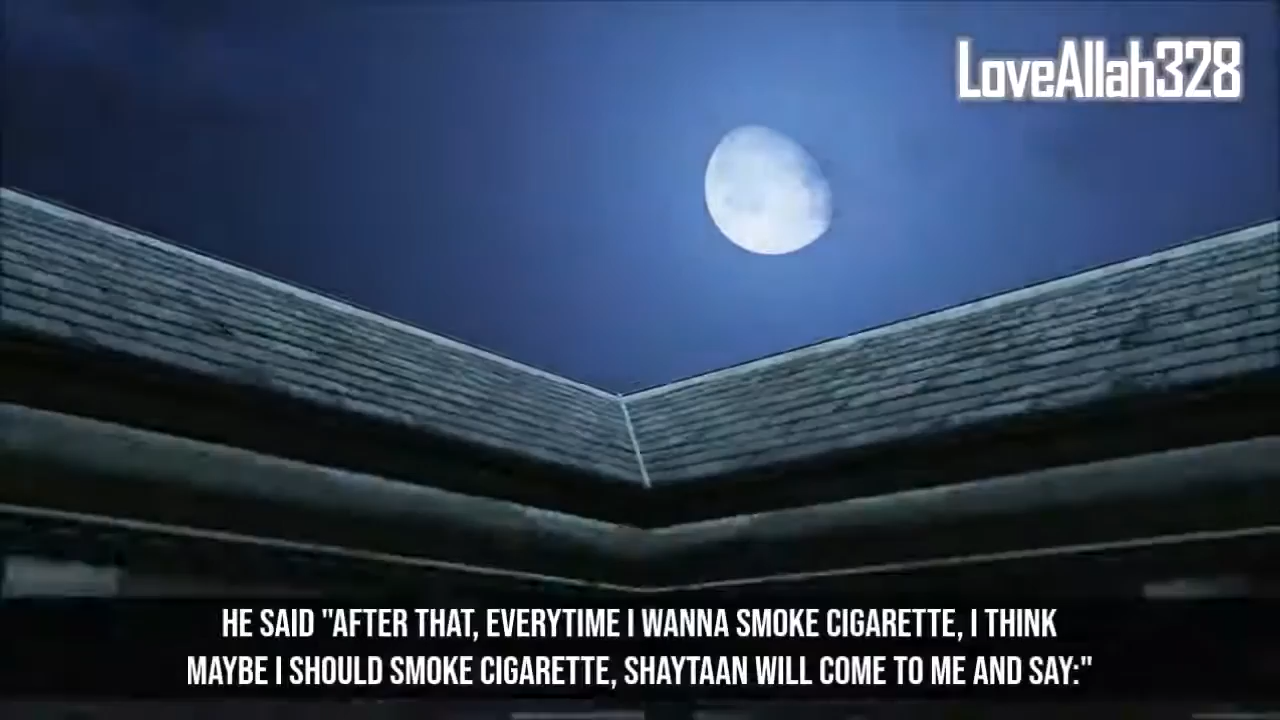 LoveAllah328
HE SAID "AFTER THAT, EVERYTIME I WANNA SMOKE CIGARETTE, I THINK
MAYBE I SHOULD SMOKE CIGARETTE, SHAYTAAN WILL COME TO ME AND SAY:"